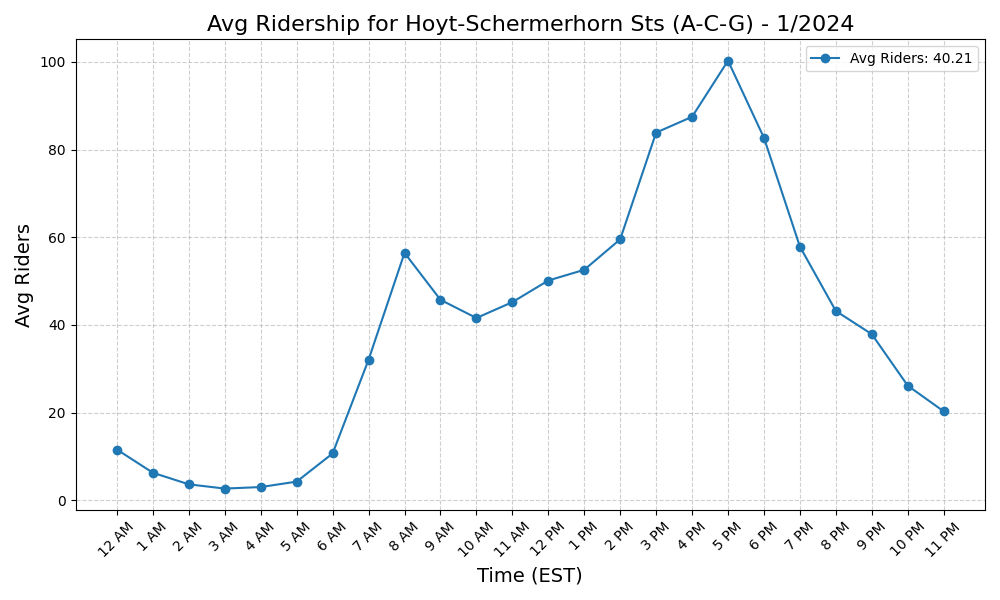 Avg Ridership for Hoyt-Schermerhorn Sts (A-C-G) - 1/2024
Avg Riders: 40.21
Avg Riders
100
80
60
40
20
0
12 AM
1 AM
2 AM
3 AM
4 AM
5 AM
6 AM
7 AM
8 AM
9 AM
10 AM
11 AM
12 PM
1 PM
2 PM
3 PM
4 PM
5 PM
6 PM
7 PM
8 PM
9 PM
10 PM
11 PM
Time (EST)